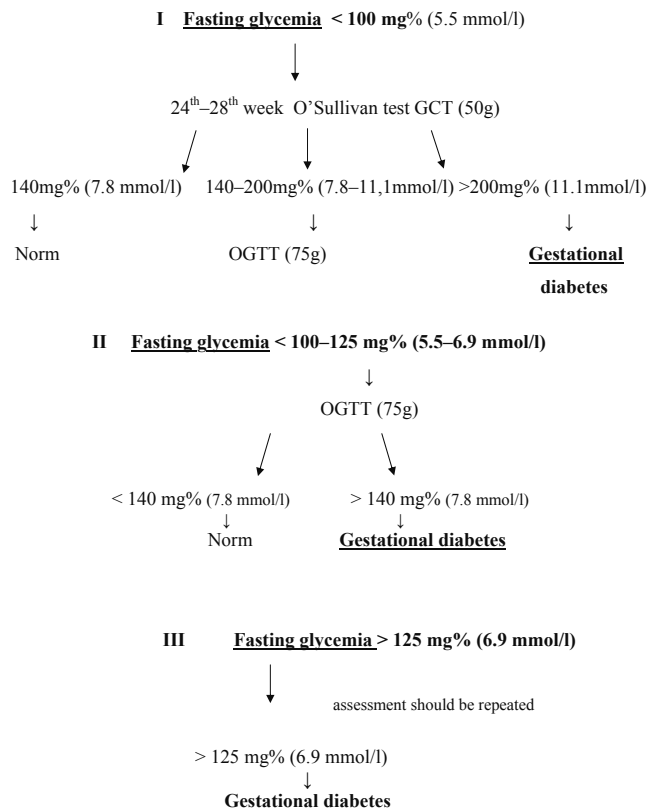 I Fasting glycemia < 100 mg% (5.5 mmol/l)
24th–28th week O’Sullivan test GCT (50g)
140mg% (7.8 mmol/l) 140–200mg% (7.8–11,1mmol/l) >200mg% (11.1mmol/l)
↓ ↓ ↓
Norm OGTT (75g) Gestational
diabetes
II Fasting glycemia < 100–125 mg% (5.5–6.9 mmol/l)
↓
OGTT (75g)
< 140 mg% (7.8 mmol/l) > 140 mg% (7.8 mmol/l)
↓ ↓
Norm Gestational diabetes
III Fasting glycemia > 125 mg% (6.9 mmol/l)
assessment should be repeated
> 125 mg% (6.9 mmol/l)
↓
Gestational diabetes